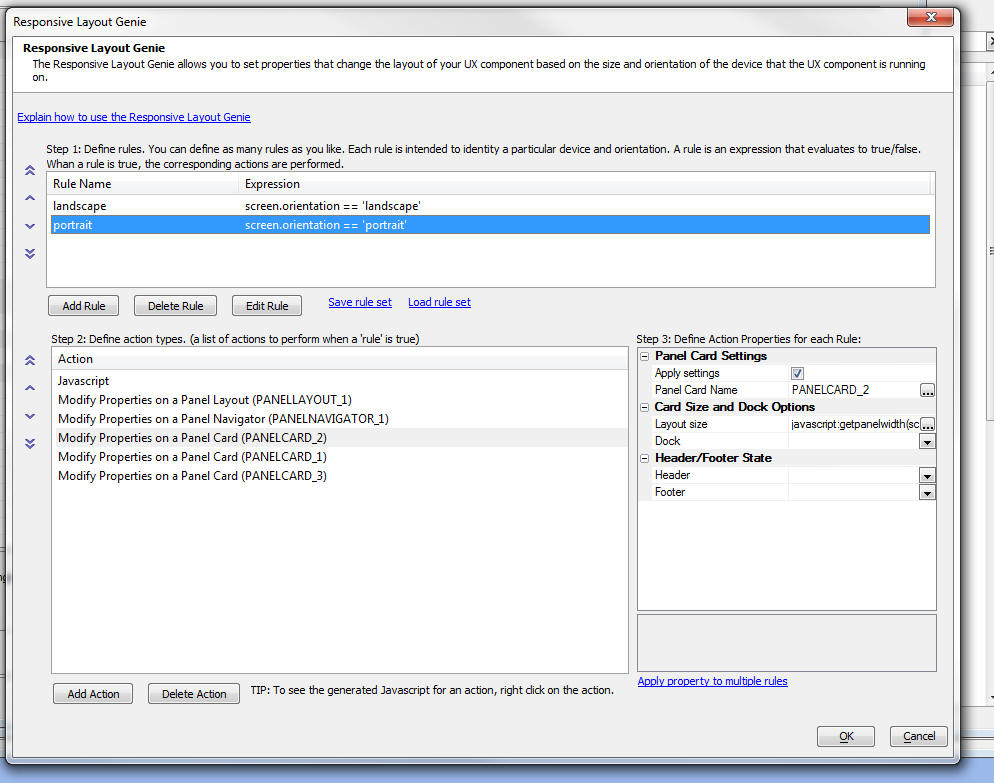 Responsive Layout Genie
Responsive Layout Genie
The Responsive Layout Genie allows you to set properties that change the layout of your UX component based on the size and orientation of the device that the UX component is running
on.
Explain how to use the Responsive Layout Genie
Step 1: Define rules. You can define as many rules as you like. Each rule is intended to identity a particular device and orientation. A rule is an expression that evaluates to true/false.
Whan a rule is true, the corresponding actions are performed.
Rule Name Expression
landscape screen.orientation == 'landscape'
portrait screen.orientation == 'portrait'
Add Rule Delete Rule Edit Rule Save rule set Load rule set
Step 2: Define action types. (a list of actions to perform when a 'rule' is true)
Action
Javascript
Modify Properties on a Panel Layout (PANELLAYOUT_1)
Modify Properties on a Panel Navigator (PANELNAVIGATOR_1)
Modify Properties on a Panel Card (PANELCARD_2)
Modify Properties on a Panel Card (PANELCARD_1)
Modify Properties on a Panel Card (PANELCARD_3)
Add Action Delete Action TIP: To see the generated Javascript for an action, right click on the action.
Step 3: Define Action Properties for each Rule:
Panel Card Settings
Apply settings
Panel Card Name PANELCARD_2 ...
Card Size and Dock Options
Layout size javascript:getpanelwidth(sc ...
Dock
Header/Footer State
Header
Footer
Apply property to multiple rules
OK Cancel